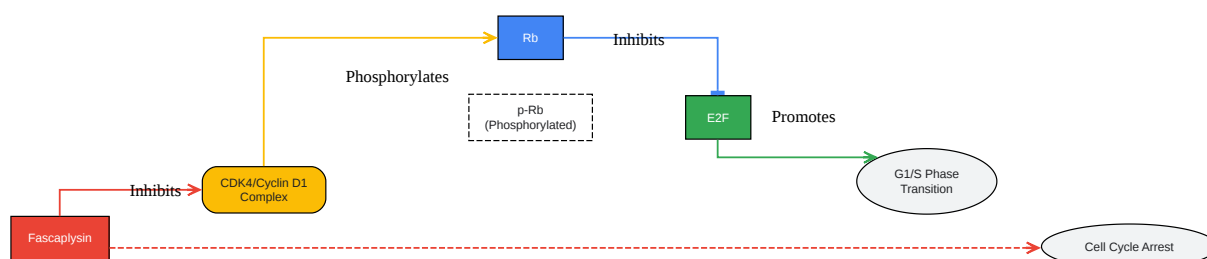 Rb
Inhibits
Phosphorylates
p-Rb
(Phosphorylated)
E2F
Promotes
CDK4/Cyclin D1
Complex
Inhibits
G1/S Phase
Transition
Fascaplysin
Cell Cycle Arrest